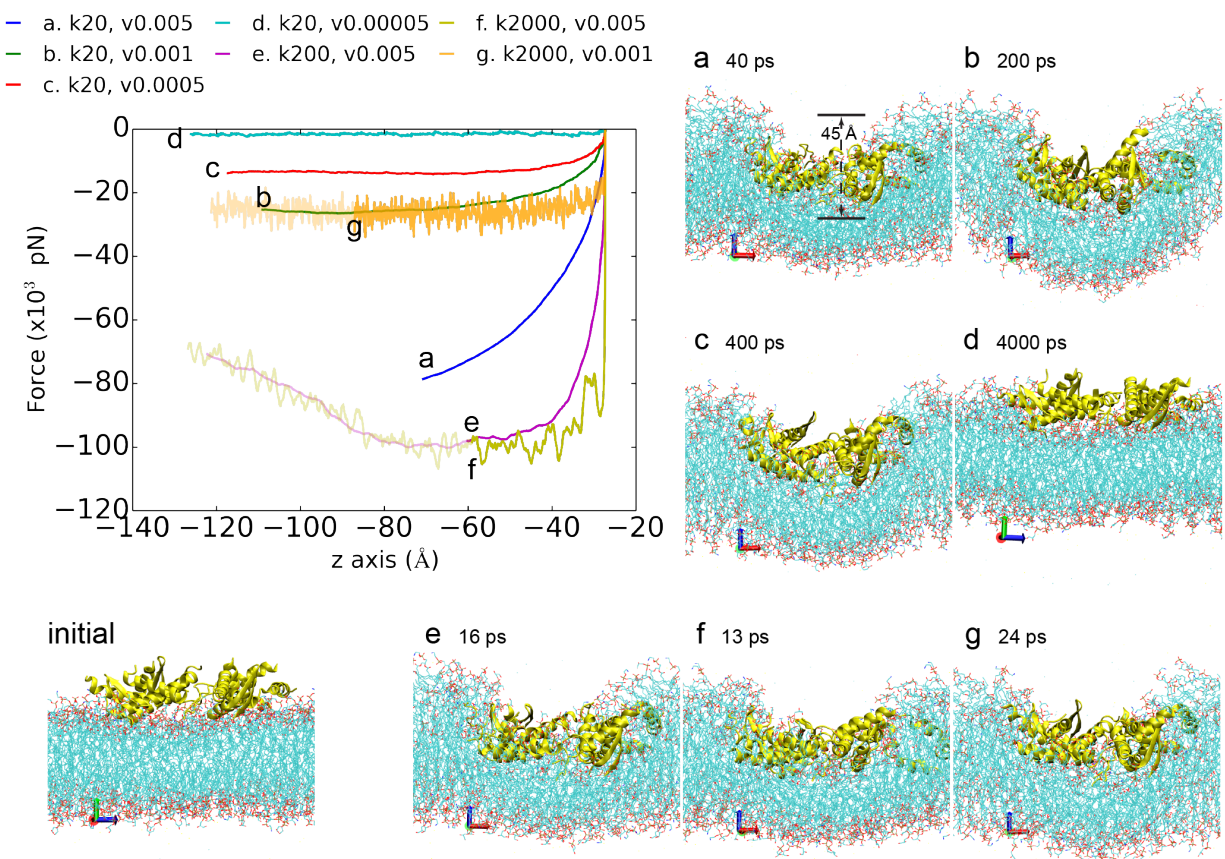 a. k20, v0.005
d. k20, v0.00005
f. k2000, v0.005
b. k20, v0.001
e. k200, v0.005
g. k2000, v0.001
c. k20, v0.0005
Force (x10³ pN)
0
−20
−40
−60
−80
−100
−120
d
c
b
g
a
e
f
−140
−120
−100
−80
−60
−40
−20
z axis (Å)
a 40 ps
45 Å
b 200 ps
c 400 ps
d 4000 ps
initial
e 16 ps
f 13 ps
g 24 ps